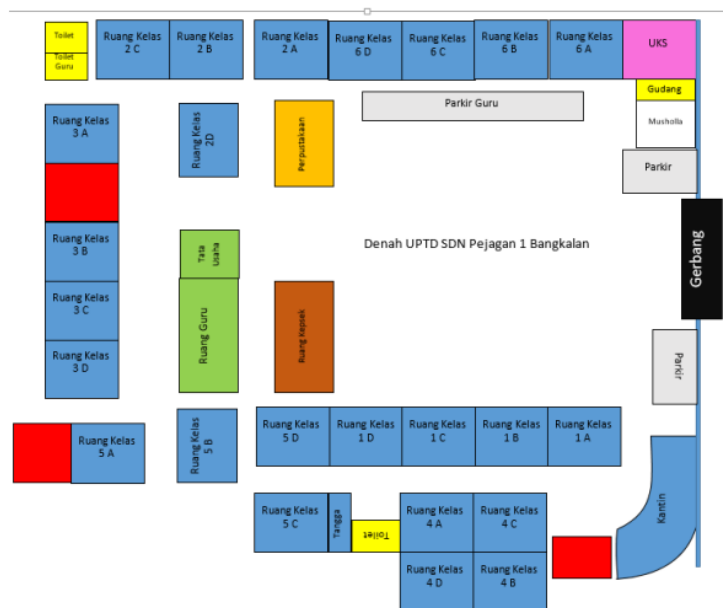 Toilet
Toilet
Guru
Ruang Kelas
2 C
Ruang Kelas
2 B
Ruang Kelas
2 A
Ruang Kelas
6 D
Ruang Kelas
6 C
Ruang Kelas
6 B
Ruang Kelas
6 A
UKS
Gudang
Musholla
Parkir Guru
Parkir
Ruang Kelas
3 A
Ruang Kelas
2D
Perpustakaan
Denah UPTD SDN Pejagan 1 Bangkalan
Gerbang
Ruang Kelas
3 B
Tata
Usaha
Ruang Kelas
3 C
Ruang Guru
Ruang Kepsek
Ruang Kelas
3 D
Parkir
Ruang Kelas
5 A
Ruang Kelas
5 B
Ruang Kelas
5 D
Ruang Kelas
1 D
Ruang Kelas
1 C
Ruang Kelas
1 B
Ruang Kelas
1 A
Kantin
Ruang Kelas
5 C
Tangga
Toilet
Ruang Kelas
4 A
Ruang Kelas
4 C
Ruang Kelas
4 D
Ruang Kelas
4 B